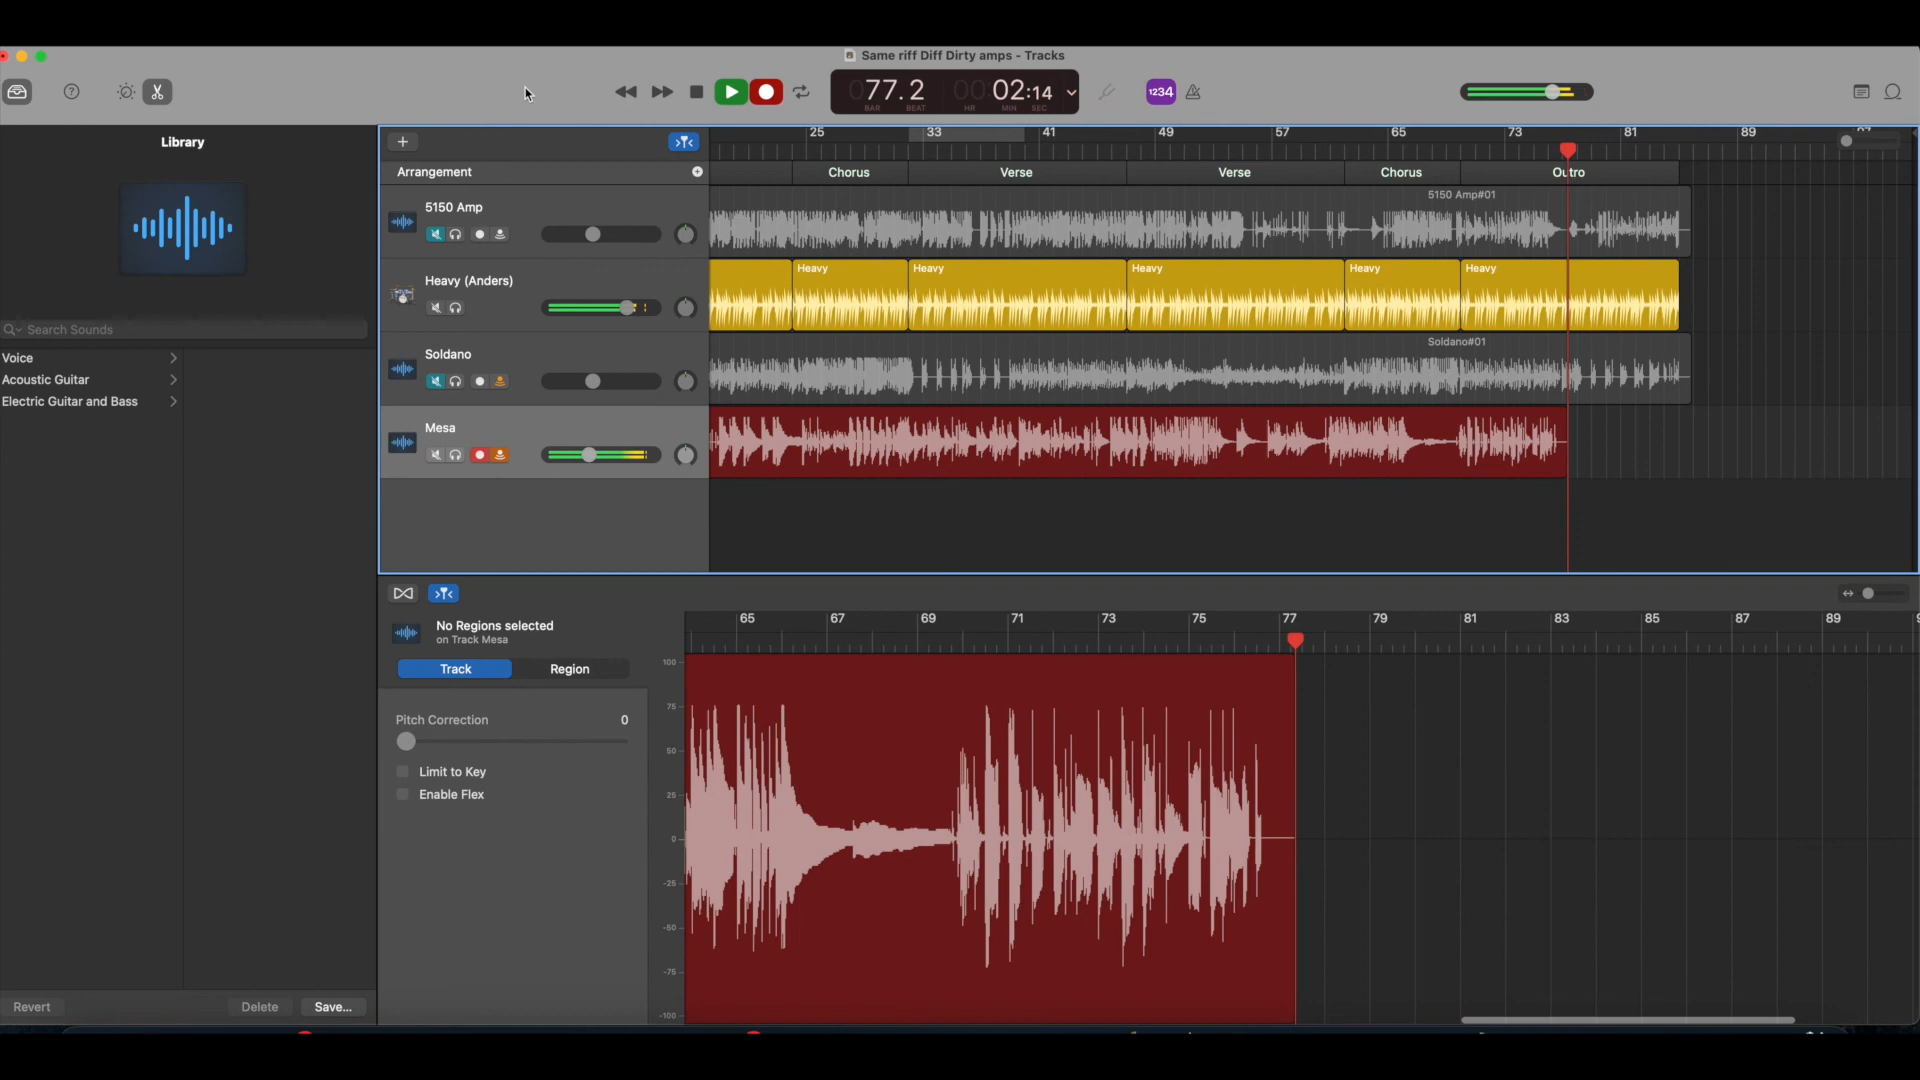 Same riff Diff Dirty amps - Tracks
077.2
BAR BEAT
00:02:14
HR MIN SEC
1234
Library
Search Sounds
Voice
Acoustic Guitar
Electric Guitar and Bass
Revert
Delete
Save...
25 33 41 49 57 65 73 81 89 97
Arrangement
Chorus Verse Verse Chorus Outro
5150 Amp
5150 Amp#01
Heavy (Anders)
Heavy Heavy Heavy Heavy Heavy
Soldano
Soldano#01
Mesa
No Regions selected
on Track Mesa
Track
Region
Pitch Correction 0
Limit to Key
Enable Flex
65 67 69 71 73 75 77 79 81 83 85 87 89
100
75
50
25
0
-25
-50
-75
-100